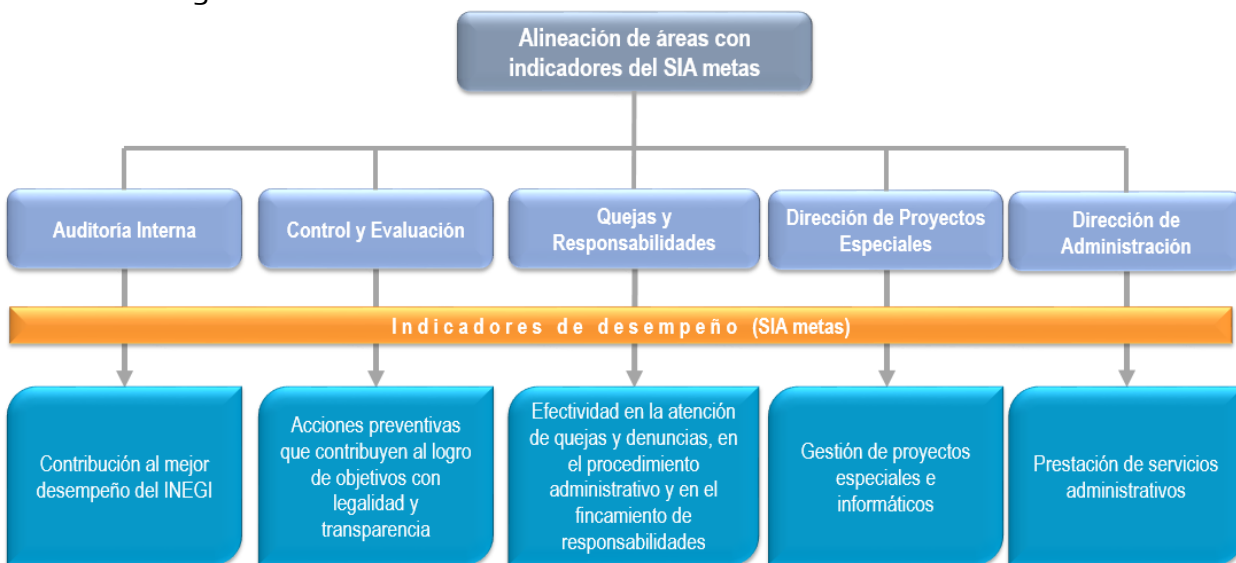 Alineación de áreas con
indicadores del SIA metas
Auditoría Interna
Control y Evaluación
Quejas y
Responsabilidades
Dirección de Proyectos
Especiales
Dirección de
Administración
Indicadores de desempeño (SIA metas)
Contribución al mejor
desempeño del INEGI
Acciones preventivas
que contribuyen al logro
de objetivos con
legalidad y
transparencia
Efectividad en la atención
de quejas y denuncias, en
el procedimiento
administrativo y en el
fincamiento de
responsabilidades
Gestión de proyectos
especiales e
informáticos
Prestación de servicios
administrativos